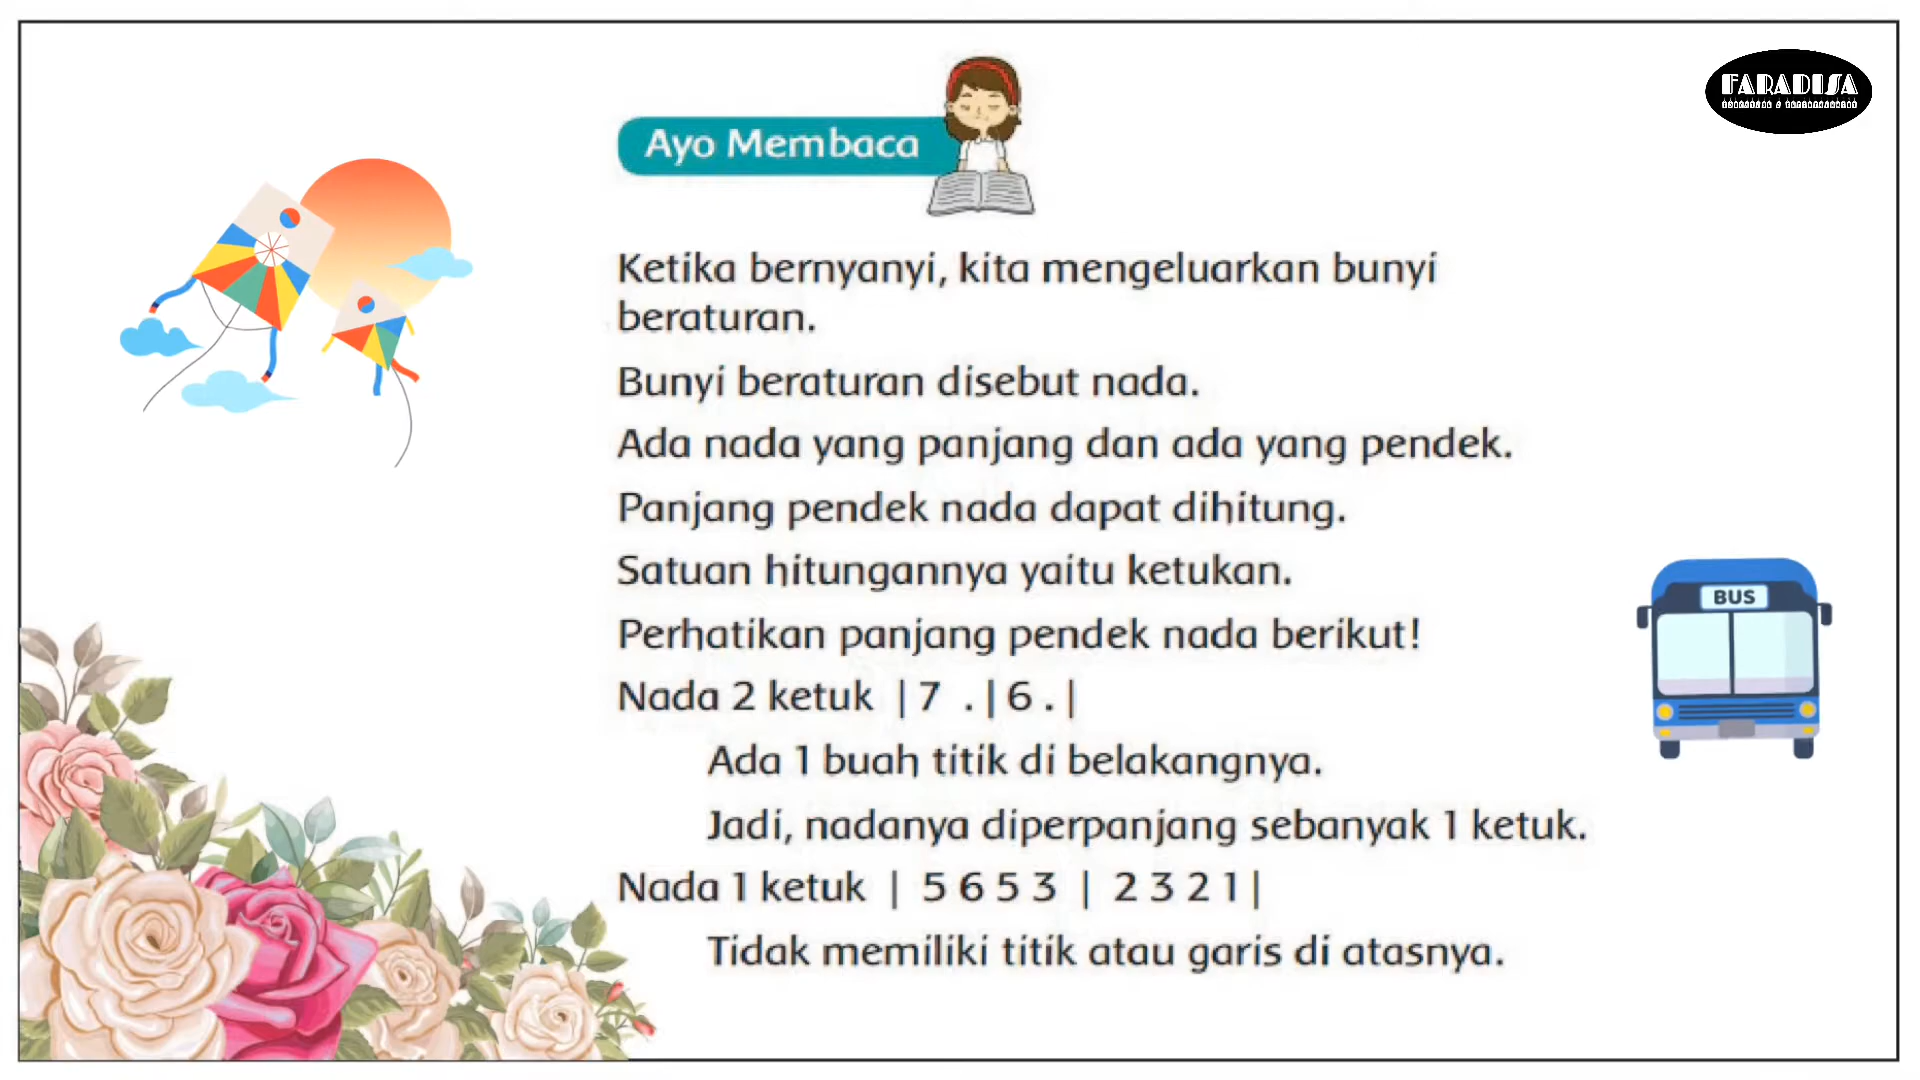 FARADISA
Ayo Membaca
Ketika bernyanyi, kita mengeluarkan bunyi
beraturan.
Bunyi beraturan disebut nada.
Ada nada yang panjang dan ada yang pendek.
Panjang pendek nada dapat dihitung.
Satuan hitungannya yaitu ketukan.
Perhatikan panjang pendek nada berikut!
Nada 2 ketuk | 7 . | 6 . |
Ada 1 buah titik di belakangnya.
Jadi, nadanya diperpanjang sebanyak 1 ketuk.
Nada 1 ketuk | 5 6 5 3 | 2 3 2 1 |
Tidak memiliki titik atau garis di atasnya.
BUS